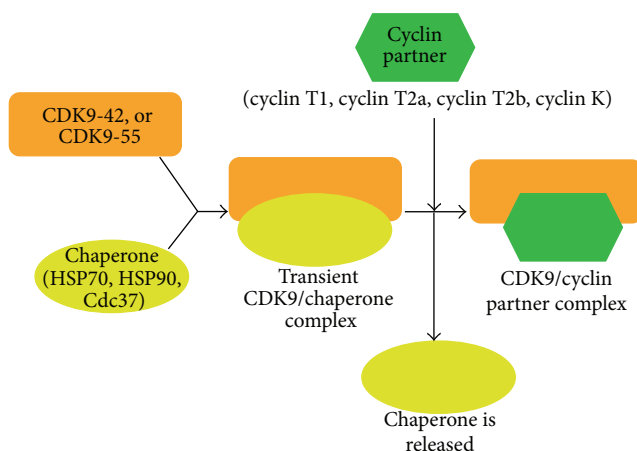 Cyclin
partner
(cyclin T1, cyclin T2a, cyclin T2b, cyclin K)
CDK9-42, or
CDK9-55
Chaperone
(HSP70, HSP90,
Cdc37)
Transient
CDK9/chaperone
complex
CDK9/cyclin
partner complex
Chaperone is
released